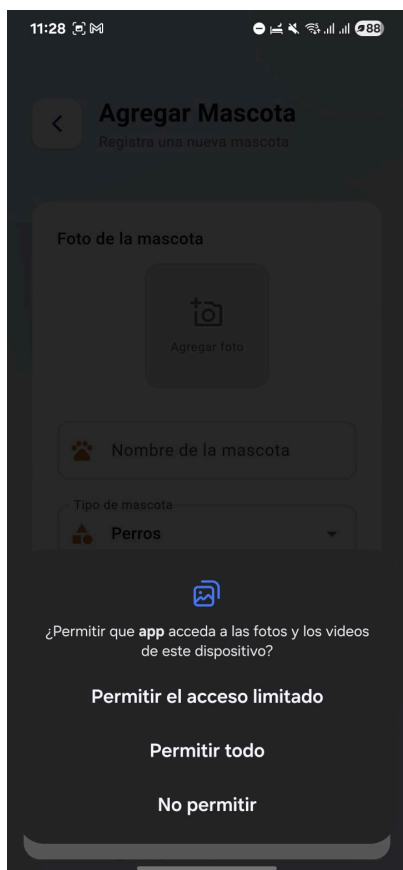 11:28
88
Agregar Mascota
Registra una nueva mascota
Foto de la mascota
Agregar foto
Nombre de la mascota
Tipo de mascota
Perros
¿Permitir que app acceda a las fotos y los videos
de este dispositivo?
Permitir el acceso limitado
Permitir todo
No permitir